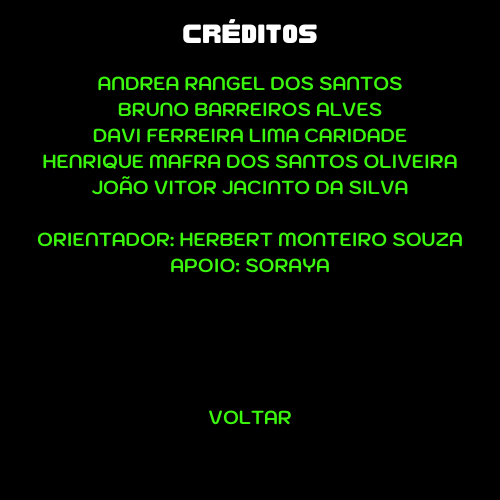 CRÉDITOS
ANDREA RANGEL DOS SANTOS
BRUNO BARREIROS ALVES
DAVI FERREIRA LIMA CARIDADE
HENRIQUE MAFRA DOS SANTOS OLIVEIRA
JOÃO VITOR JACINTO DA SILVA
ORIENTADOR: HERBERT MONTEIRO SOUZA
APOIO: SORAYA
VOLTAR